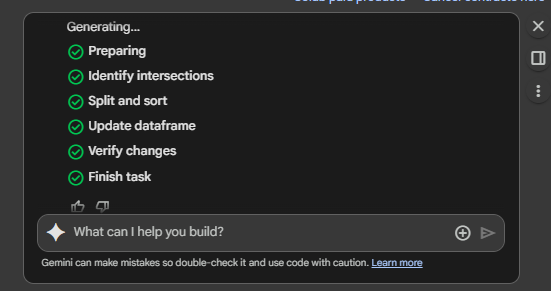 Generating...
Preparing
Identify intersections
Split and sort
Update dataframe
Verify changes
Finish task
What can I help you build?
Gemini can make mistakes so double-check it and use code with caution. Learn more